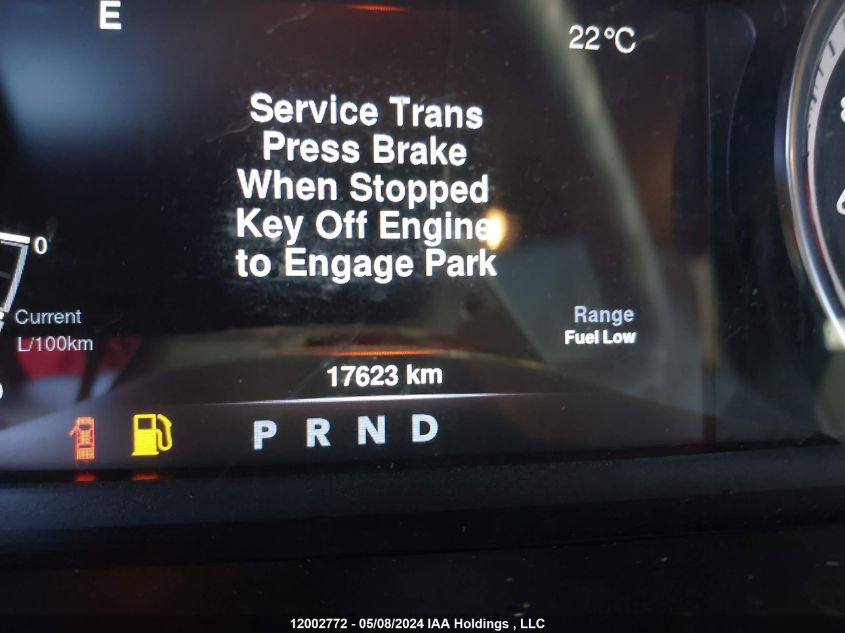 E
22°C
Service Trans
Press Brake
When Stopped
Key Off Engine
to Engage Park
0
Current
L/100km
Range
Fuel Low
17623 km
P R N D
12002772 - 05/08/2024 IAA Holdings , LLC